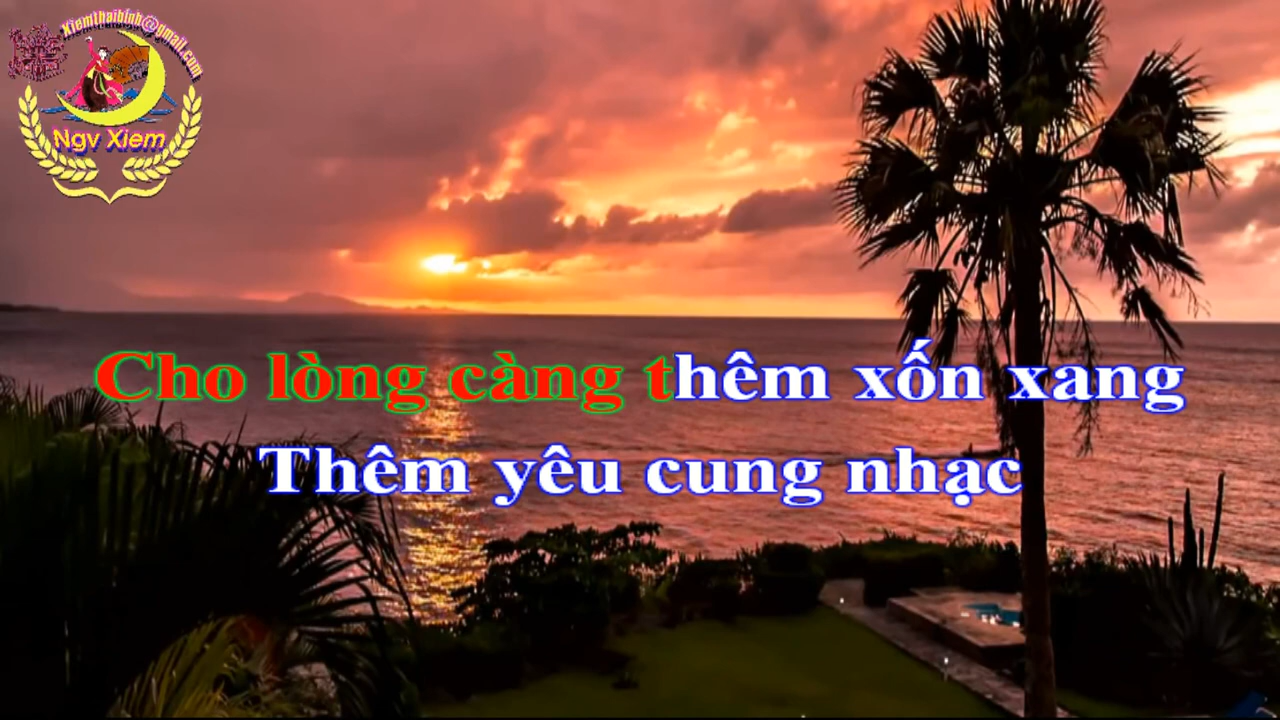 Xiemthaibinh@gmail.com
Ngv Xiem
Cho lòng càng thêm xốn xang
Thêm yêu cung nhạc